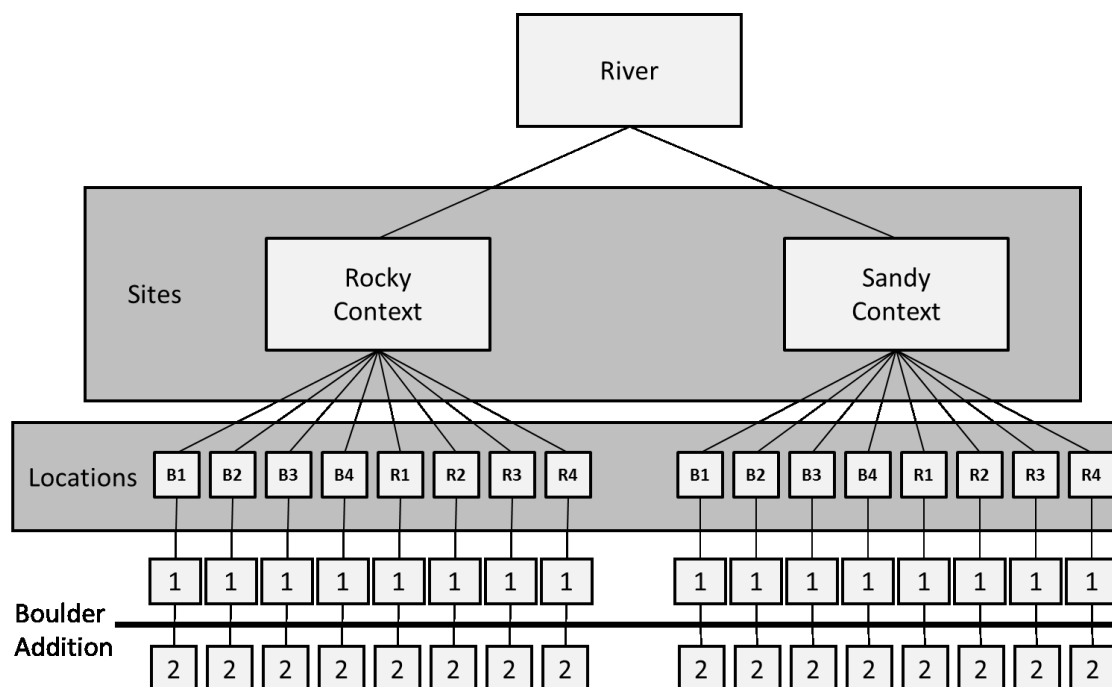 River
Sites
Rocky
Context
Sandy
Context
Locations
B1 B2 B3 B4 R1 R2 R3 R4 B1 B2 B3 B4 R1 R2 R3 R4
1 1 1 1 1 1 1 1 1 1 1 1 1 1 1 1
Boulder
Addition
2 2 2 2 2 2 2 2 2 2 2 2 2 2 2 2